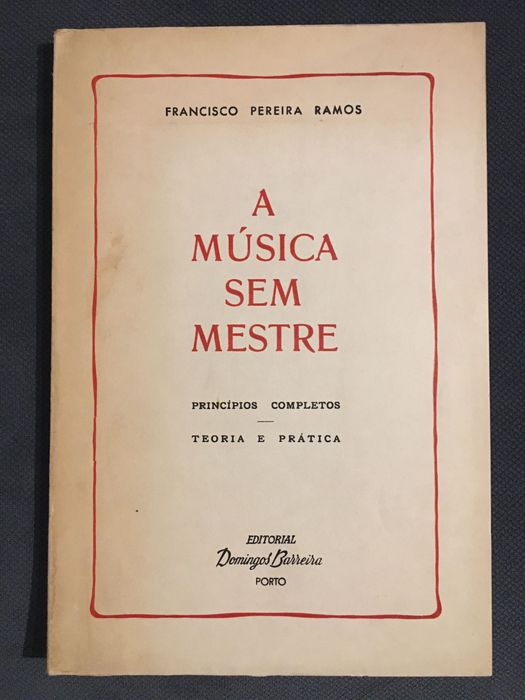 FRANCISCO PEREIRA RAMOS
A
MÚSICA
SEM
MESTRE
PRINCÍPIOS COMPLETOS
TEORIA E PRÁTICA
EDITORIAL
Domingos Barreira
PORTO